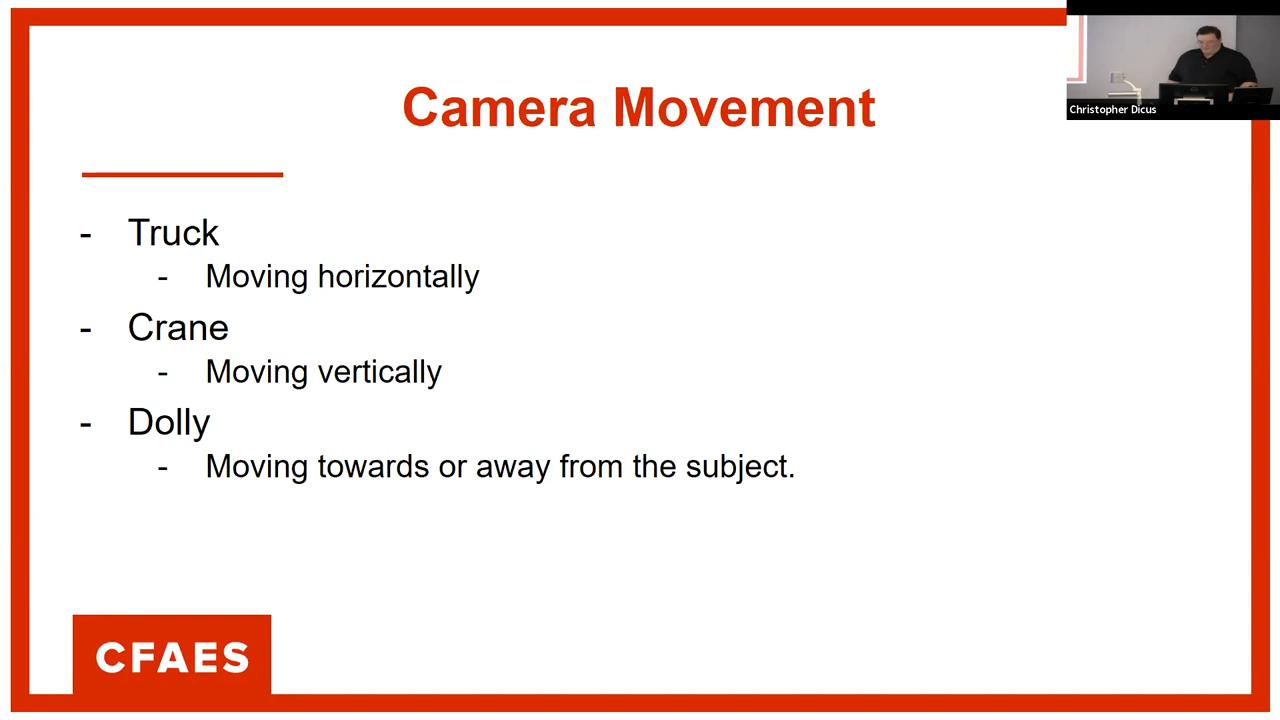 Camera Movement
Christopher Dicus
- Truck
- Moving horizontally
- Crane
- Moving vertically
- Dolly
- Moving towards or away from the subject.
CFAES